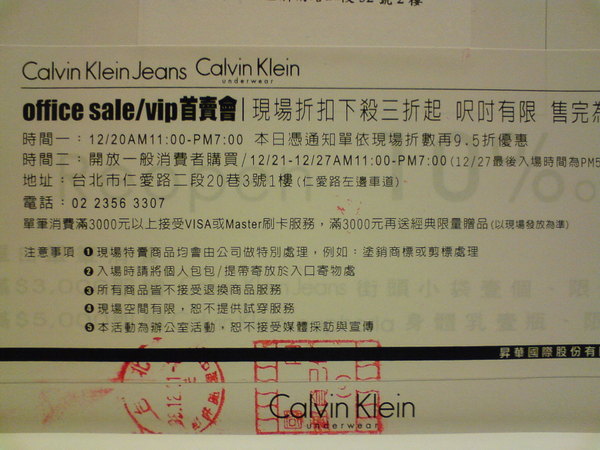 號2樓
Calvin Klein Jeans Calvin Klein
underwear
office sale/vip首賣會 | 現場折扣下殺三折起 呎吋有限 售完為
時間一：12/20AM11:00-PM7:00 本日憑通知單依現場折數再9.5折優惠
時間二：開放一般消費者購買/12/21-12/27AM11:00-PM7:00 (12/27最後入場時間為PM5
地址：台北市仁愛路二段20巷3號1樓 (仁愛路左邊車道)
電話：02 2356 3307
單筆消費滿3000元以上接受VISA或Master刷卡服務，滿3000元再送經典限量贈品 (以現場發放為準)
注意事項 ❶ 現場特賣商品均會由公司做特別處理，例如：塗銷商標或剪標處理
❷ 入場時請將個人包包/提帶寄放於入口寄物處
❸ 所有商品皆不接受退換商品服務
❹ 現場空間有限，恕不提供試穿服務
❺ 本活動為辦公室活動，恕不接受媒體採訪與宣傳
昇華國際股份有
Calvin Klein
underwear